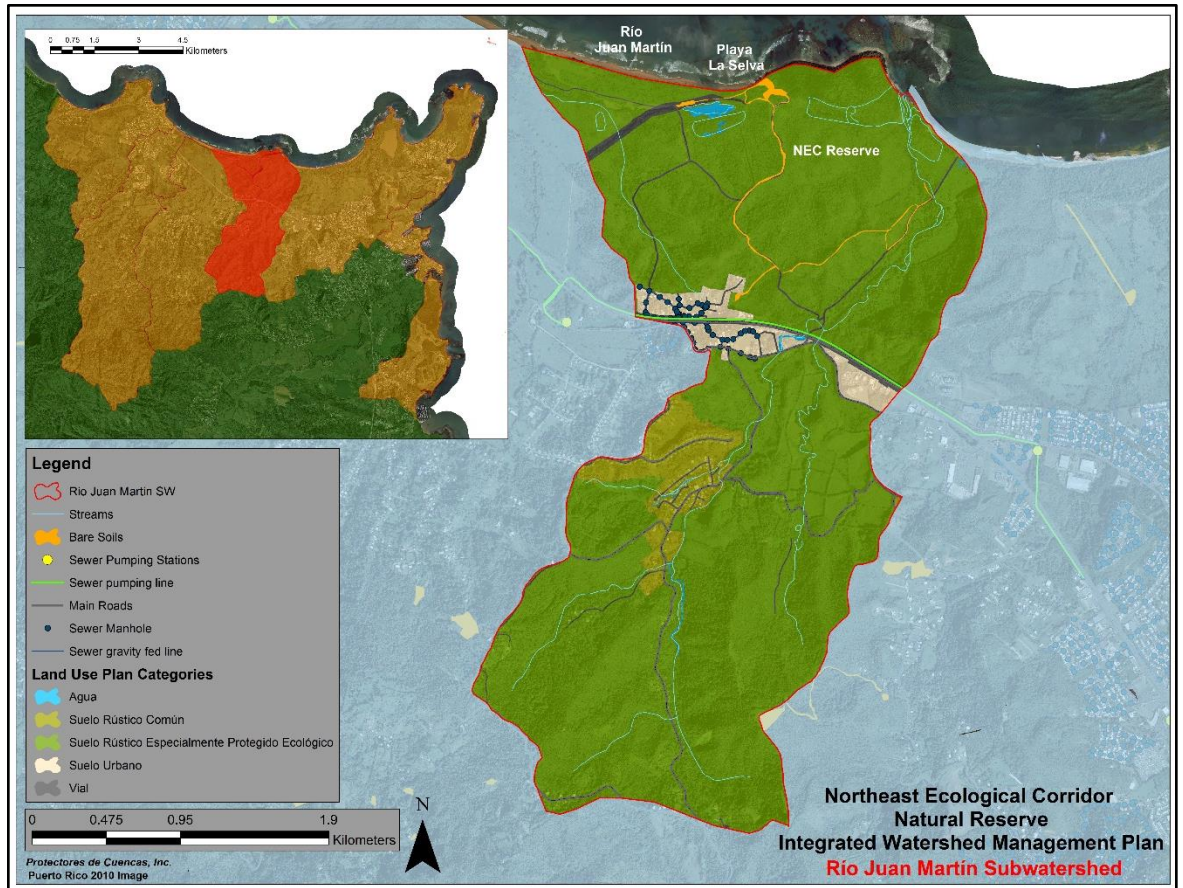 0 0.75 1.5 3 4.5
Kilometers
Río
Juan Martín
Playa
La Selva
NEC Reserve
Legend
Río Juan Martin SW
Streams
Bare Soils
Sewer Pumping Stations
Sewer pumping line
Main Roads
Sewer Manhole
Sewer gravity fed line
Land Use Plan Categories
Agua
Suelo Rústico Común
Suelo Rústico Especialmente Protegido Ecológico
Suelo Urbano
Vial
0 0.475 0.95 1.9
Kilometers
N
Protectores de Cuencas, Inc.
Puerto Rico 2010 Image
Northeast Ecological Corridor
Natural Reserve
Integrated Watershed Management Plan
Río Juan Martín Subwatershed